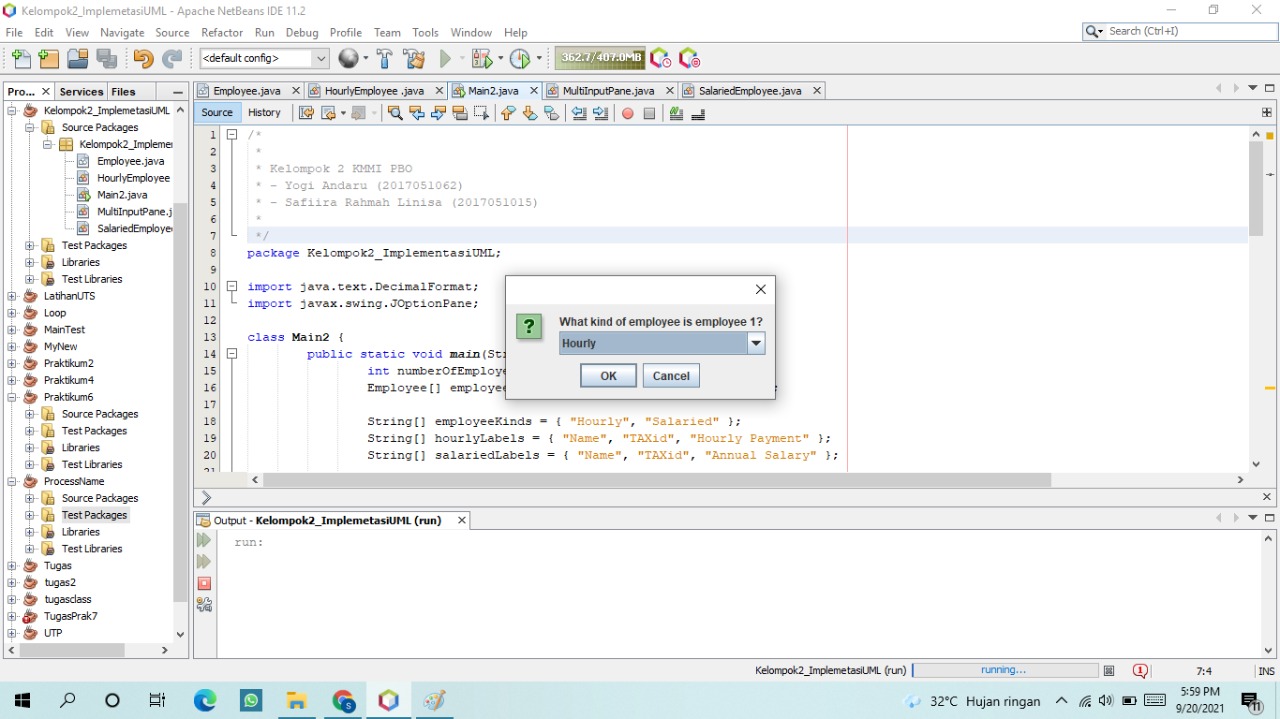 Kelompok2_ImplemetasiUML - Apache NetBeans IDE 11.2
File Edit View Navigate Source Refactor Run Debug Profile Team Tools Window Help
Search (Ctrl+I)
<default config>
362.7/407.0MB
Pro... Services Files
Employee.java HourlyEmployee .java Main2.java MultiInputPane.java SalariedEmployee.java
Source History
Kelompok2_ImplemetasiUML
Source Packages
Kelompok2_Implemer
Employee.java
HourlyEmployee
Main2.java
MultiInputPane.j
SalariedEmploye
Test Packages
Libraries
Test Libraries
LatihanUTS
Loop
MainTest
MyNew
Praktikum2
Praktikum4
Praktikum6
Source Packages
Test Packages
Libraries
Test Libraries
ProcessName
Source Packages
Test Packages
Libraries
Test Libraries
Tugas
tugas2
tugasclass
TugasPrak7
UTP
1 /*
2 *
3 * Kelompok 2 KMMI PBO
4 * - Yogi Andaru (2017051062)
5 * - Safiira Rahmah Linisa (2017051015)
6 *
7 */
8 package Kelompok2_ImplementasiUML;
9
10 import java.text.DecimalFormat;
11 import javax.swing.JOptionPane;
12
13 class Main2 {
14 public static void main(Str
15 int numberOfEmploye
16 Employee[] employee ;
17
18 String[] employeeKinds = { "Hourly", "Salaried" };
19 String[] hourlyLabels = { "Name", "TAXid", "Hourly Payment" };
20 String[] salariedLabels = { "Name", "TAXid", "Annual Salary" };
21
What kind of employee is employee 1?
Hourly
OK Cancel
Output - Kelompok2_ImplemetasiUML (run)
run:
Kelompok2_ImplemetasiUML (run) running... 7:4 INS
32°C Hujan ringan
5:59 PM
9/20/2021
11